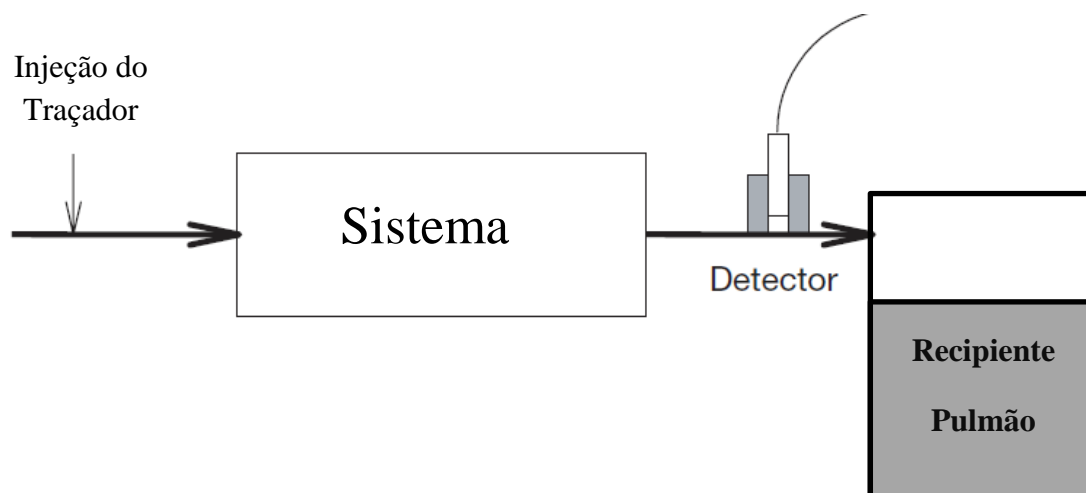 Injeção do
Traçador
Sistema
Detector
Recipiente
Pulmão